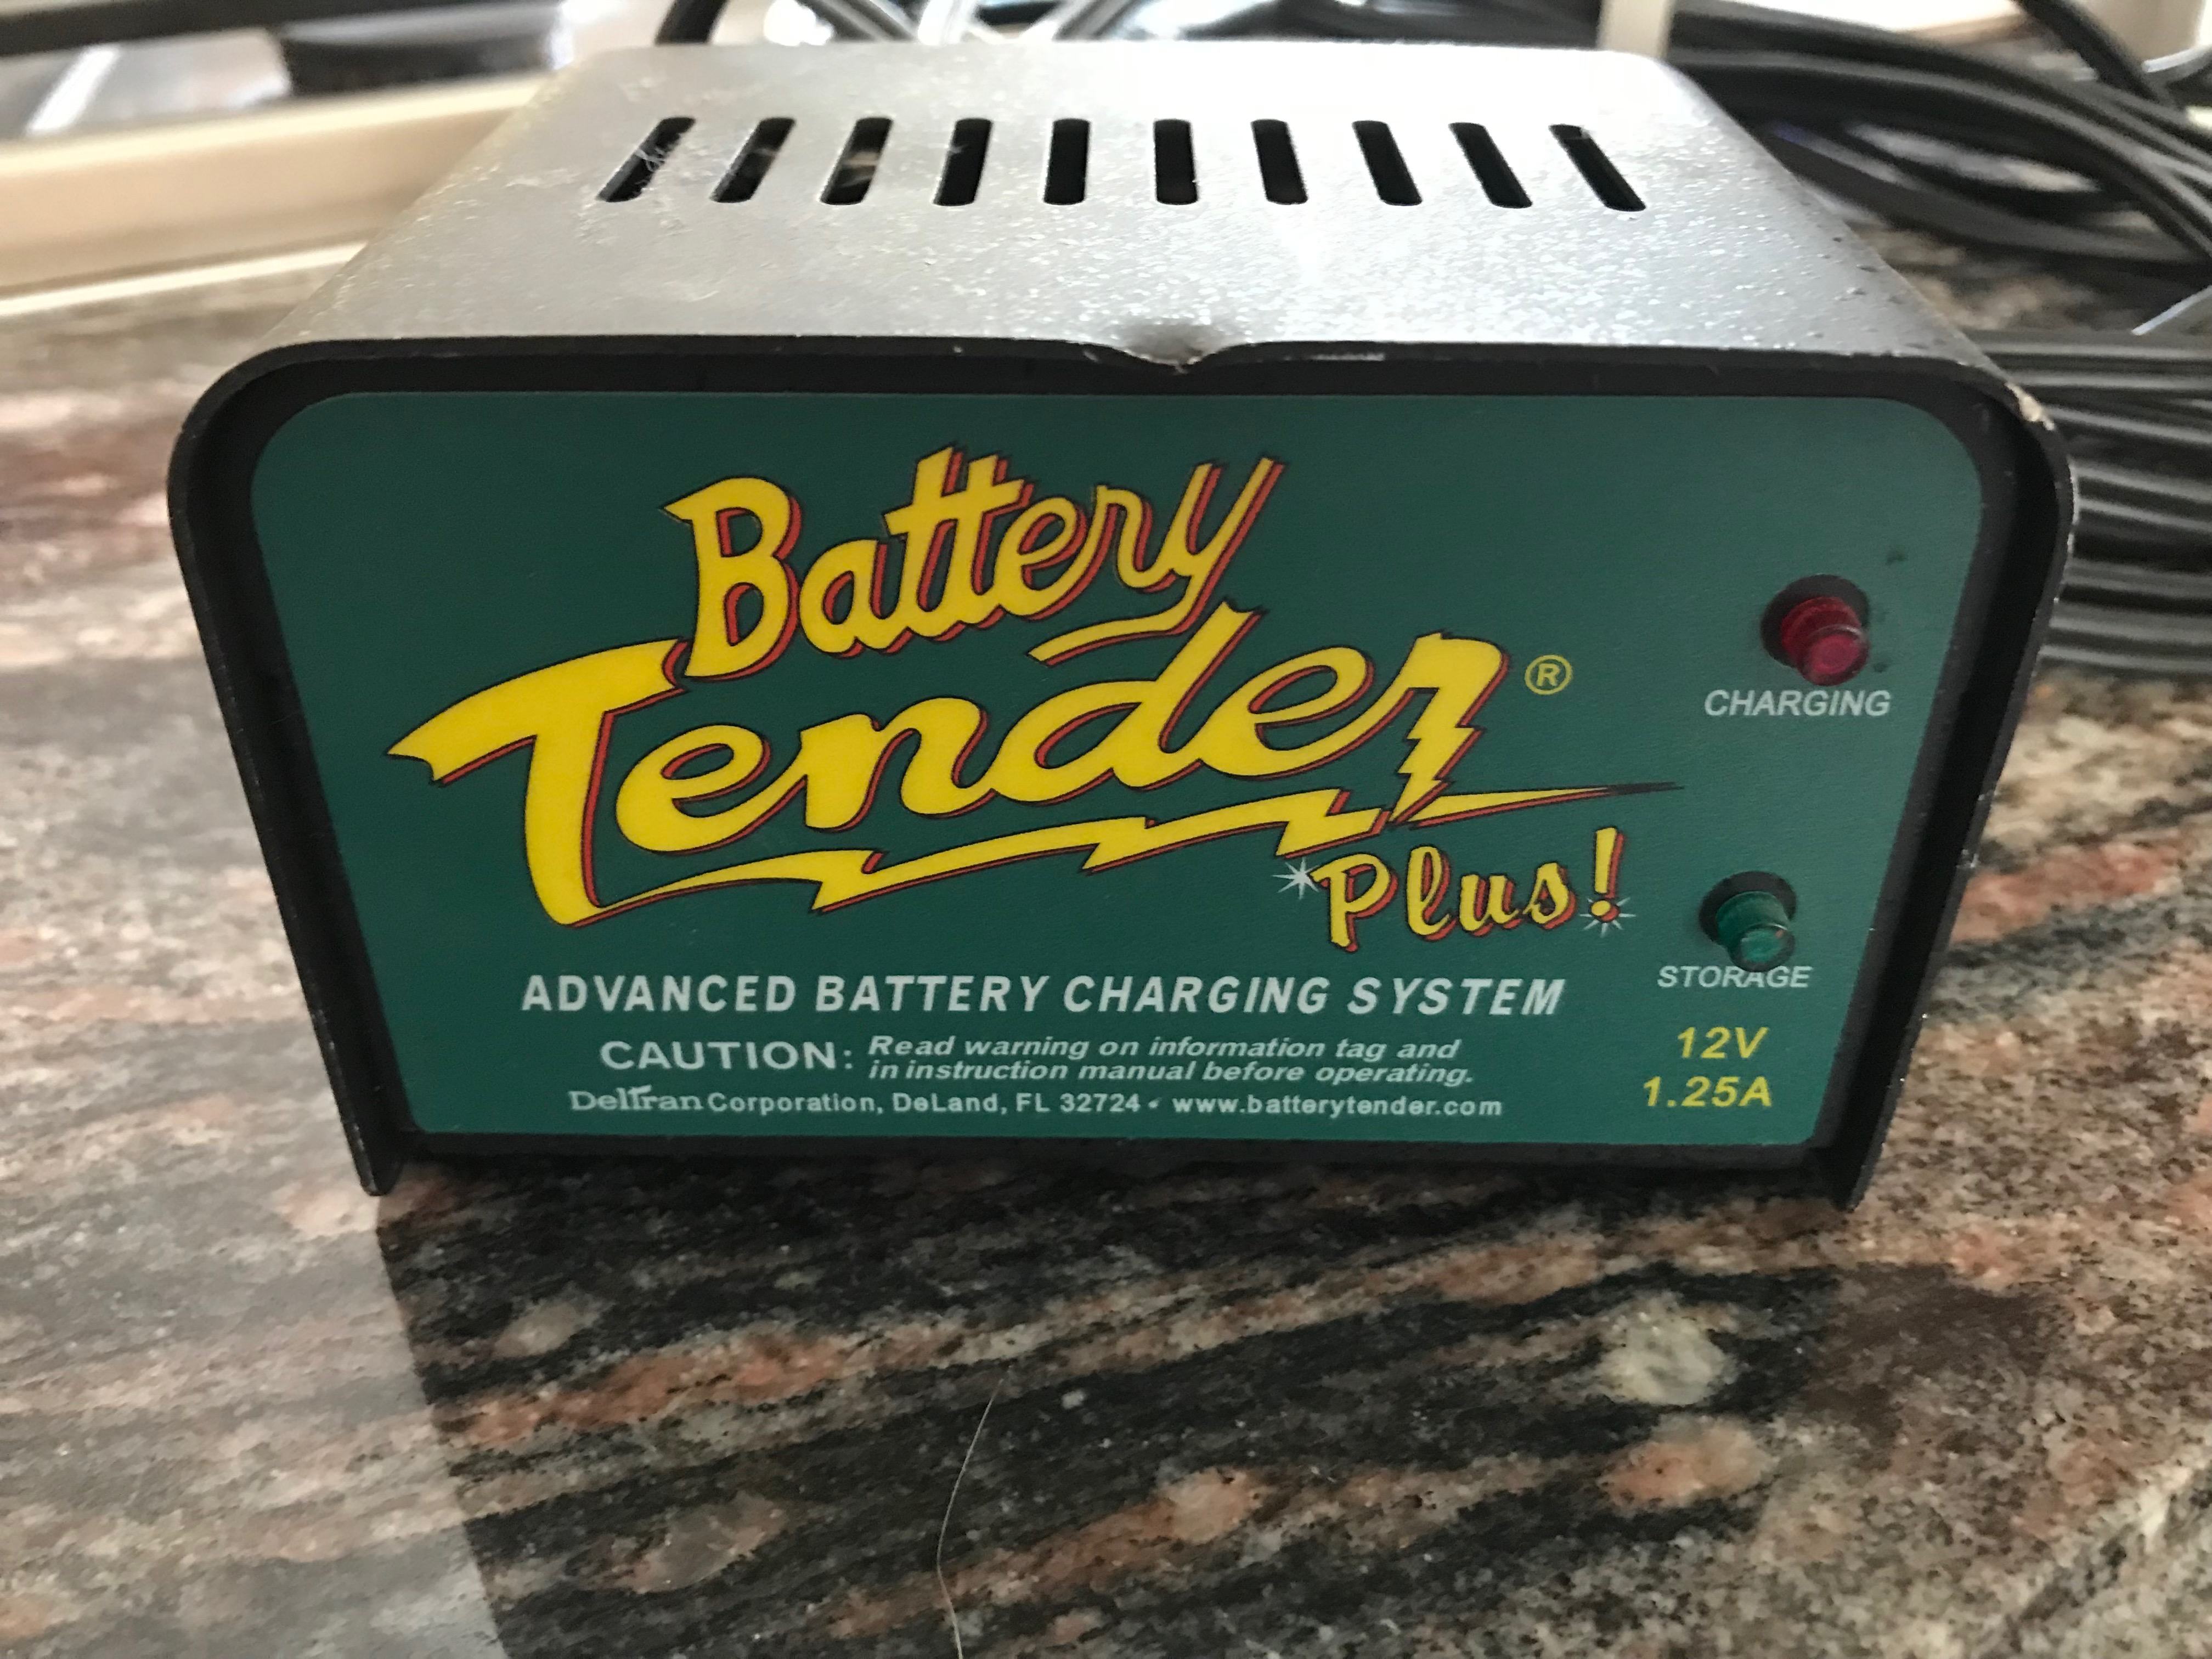 Battery
Tender®
Plus!
CHARGING
STORAGE
ADVANCED BATTERY CHARGING SYSTEM
CAUTION: Read warning on information tag and
in instruction manual before operating.
DelTran Corporation, DeLand, FL 32724 • www.batterytender.com
12V
1.25A